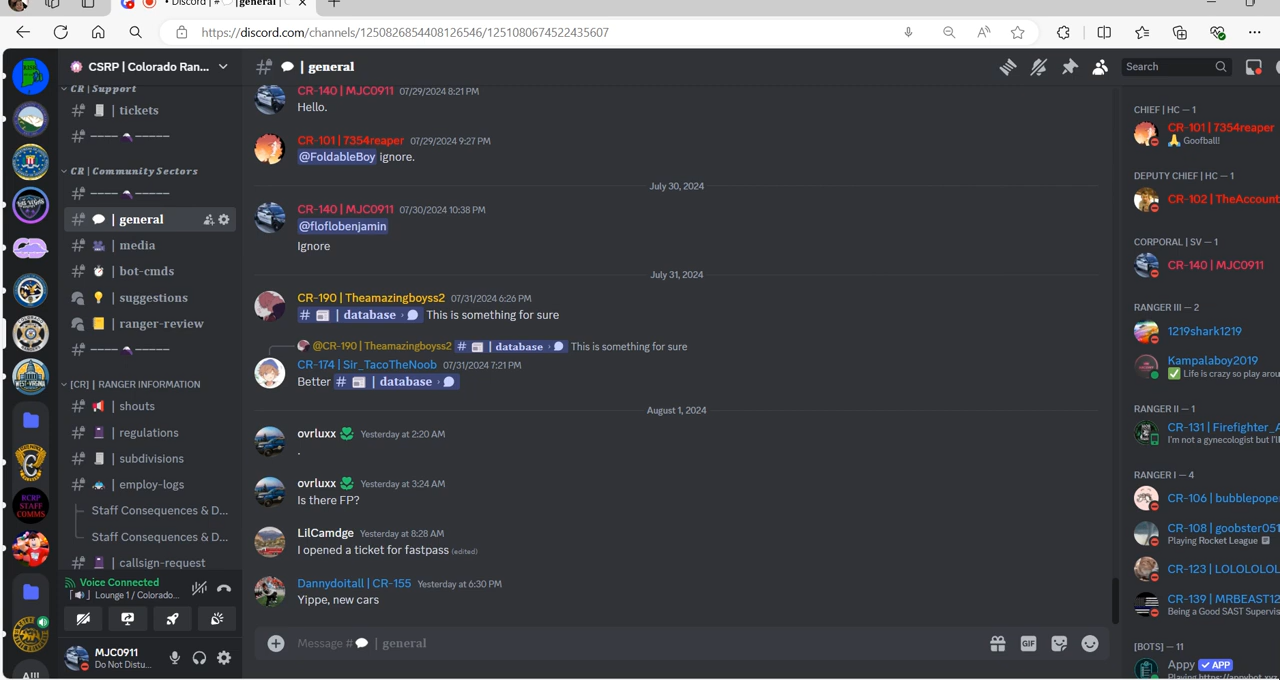 • Discord | # 💬 | general |
https://discord.com/channels/1250826854408126546/1251080674522435607
CSRP | Colorado Ran...
CR | Support
tickets
CR | Community Sectors
| general
| media
| bot-cmds
| suggestions
| ranger-review
[CR] | RANGER INFORMATION
| shouts
| regulations
| subdivisions
| employ-logs
Staff Consequences & D...
Staff Consequences & D...
| callsign-request
Voice Connected
Lounge 1 / Colorado...
MJC0911
Do Not Distu...
RCRP
STAFF
COMMS
| general
Search
CR-140 | MJC0911 07/29/2024 8:21 PM
Hello.
CR-101 | 7354reaper 07/29/2024 9:27 PM
@FoldableBoy ignore.
July 30, 2024
CR-140 | MJC0911 07/30/2024 10:38 PM
@floflobenjamin
Ignore
July 31, 2024
CR-190 | Theamazingboyss2 07/31/2024 6:26 PM
# | database › This is something for sure
@CR-190 | Theamazingboyss2 # | database › This is something for sure
CR-174 | Sir_TacoTheNoob 07/31/2024 7:21 PM
Better # | database ›
August 1, 2024
ovrluxx Yesterday at 2:20 AM
.
ovrluxx Yesterday at 3:24 AM
Is there FP?
LilCamdge Yesterday at 8:28 AM
I opened a ticket for fastpass (edited)
Dannydoitall | CR-155 Yesterday at 6:30 PM
Yippe, new cars
Message # | general
GIF
CHIEF | HC — 1
CR-101 | 7354reaper
🙏 Goofball!
DEPUTY CHIEF | HC — 1
CR-102 | TheAccount
CORPORAL | SV — 1
CR-140 | MJC0911
RANGER III — 2
1219shark1219
Kampalaboy2019
✅ Life is crazy so play arou
RANGER II — 1
CR-131 | Firefighter_
I'm not a gynecologist but I'l
RANGER I — 4
CR-106 | bubblepope
CR-108 | goobster051
Playing Rocket League
CR-123 | LOLOLOLOL
CR-139 | MRBEAST12
Being a Good SAST Supervis
[BOTS] — 11
Appy ✓ APP
Playing https://appybot.xyz